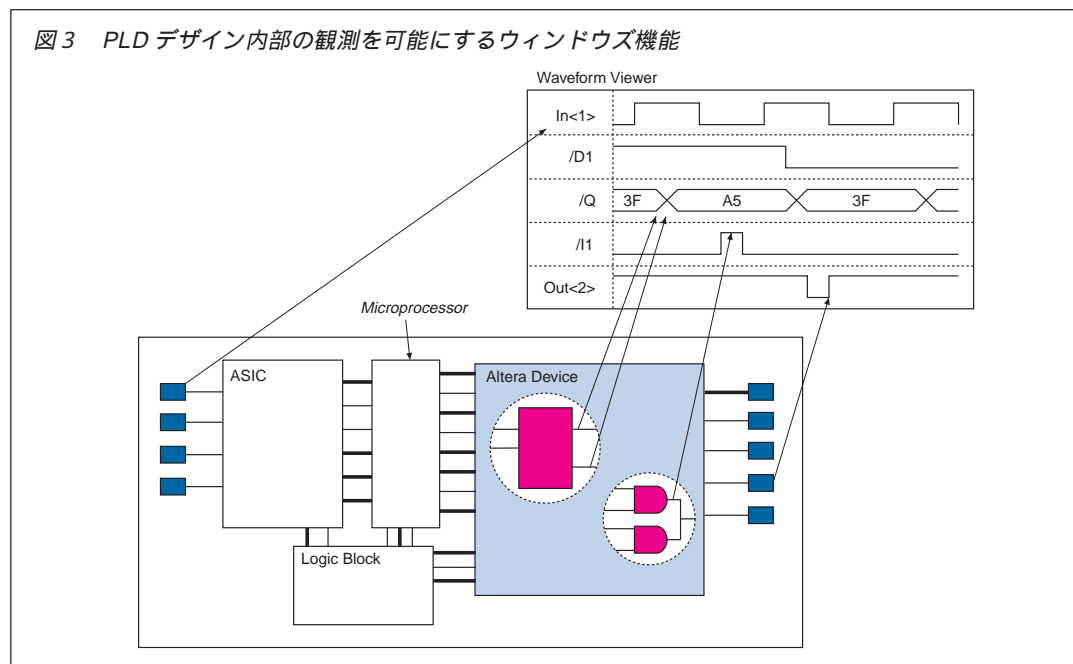 図3 PLD デザイン内部の観測を可能にするウィンドウズ機能
Waveform Viewer
In<1>
/D1
/Q 3F A5 3F
/I1
Out<2>
Microprocessor
ASIC
Altera Device
Logic Block